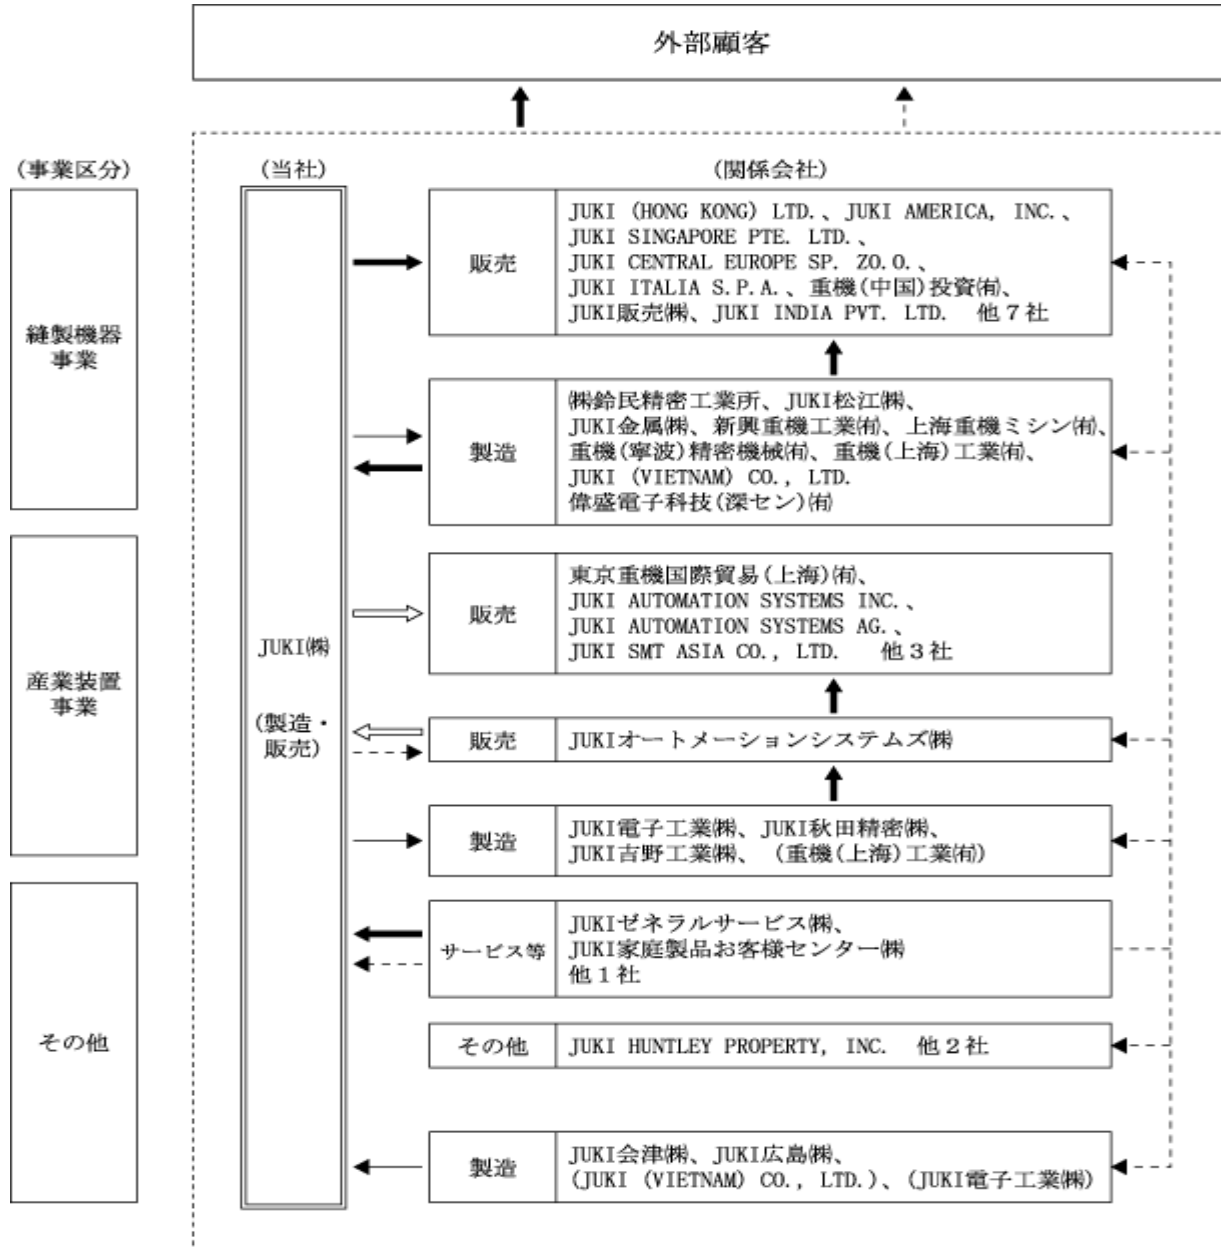 外部顧客
(事業区分)
(当社)
(関係会社)
縫製機器
事業
産業装置
事業
その他
JUKI㈱
(製造・
販売)
販売
JUKI (HONG KONG) LTD.、JUKI AMERICA, INC.、
JUKI SINGAPORE PTE. LTD.、
JUKI CENTRAL EUROPE SP. ZO.O.、
JUKI ITALIA S.P.A.、重機(中国)投資㈲、
JUKI販売㈱、JUKI INDIA PVT. LTD. 他7社
製造
㈱鈴民精密工業所、JUKI松江㈱、
JUKI金属㈱、新興重機工業㈲、上海重機ミシン㈲、
重機(寧波)精密機械㈲、重機(上海)工業㈲、
JUKI (VIETNAM) CO., LTD.
偉盛電子科技(深セン)㈲
販売
東京重機国際貿易(上海)㈲、
JUKI AUTOMATION SYSTEMS INC.、
JUKI AUTOMATION SYSTEMS AG.、
JUKI SMT ASIA CO., LTD. 他3社
販売
JUKIオートメーションシステムズ㈱
製造
JUKI電子工業㈱、JUKI秋田精密㈱、
JUKI吉野工業㈱、(重機(上海)工業㈲)
サービス等
JUKIゼネラルサービス㈱、
JUKI家庭製品お客様センター㈱
他1社
その他
JUKI HUNTLEY PROPERTY, INC. 他2社
製造
JUKI会津㈱、JUKI広島㈱、
(JUKI (VIETNAM) CO., LTD.)、(JUKI電子工業㈱)